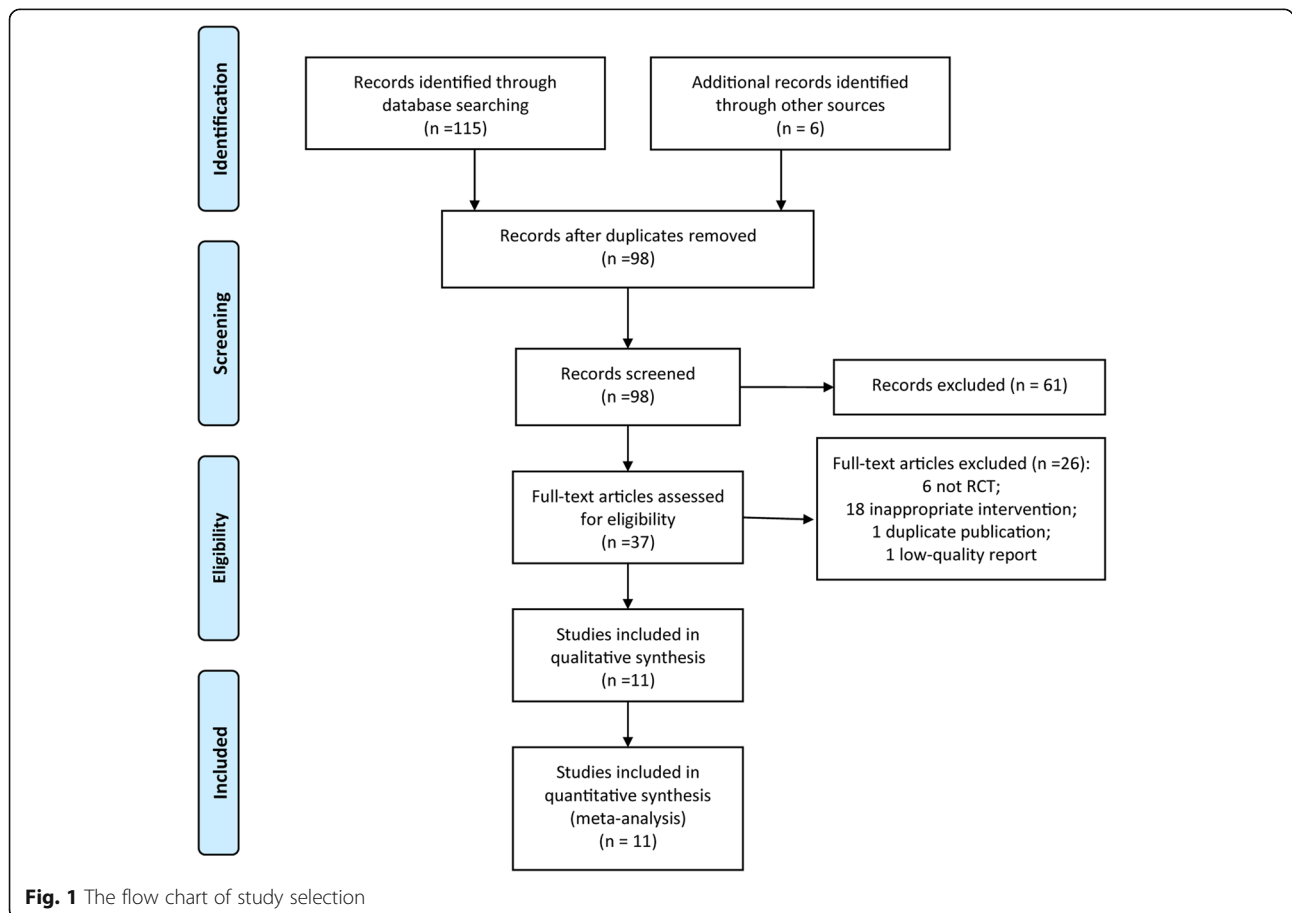 Identification
Records identified through
database searching
(n =115)
Additional records identified
through other sources
(n = 6)
Records after duplicates removed
(n =98)
Screening
Records screened
(n =98)
Records excluded (n = 61)
Eligibility
Full-text articles assessed
for eligibility
(n =37)
Full-text articles excluded (n =26):
6 not RCT;
18 inappropriate intervention;
1 duplicate publication;
1 low-quality report
Studies included in
qualitative synthesis
(n =11)
Included
Studies included in
quantitative synthesis
(meta-analysis)
(n = 11)
Fig. 1 The flow chart of study selection